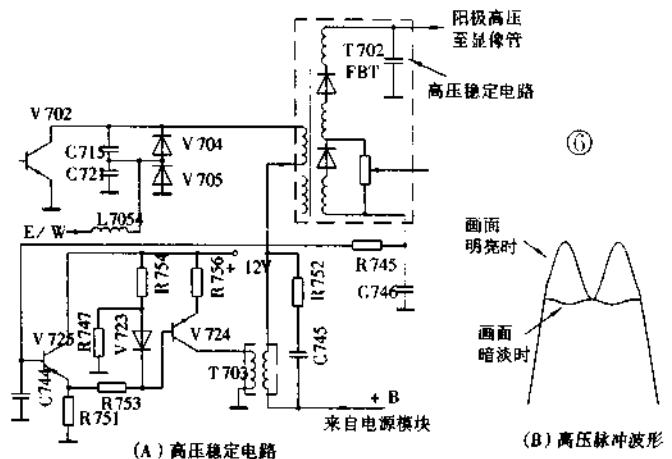 阳极高压
至显像管
T702
FBT
高压稳定电路
⑥
V702
C715
C721
V704
V705
L705
E/W
R754
R756
+ 12V
R752
R745
C746
画面
明亮时
V725
R747
V723
V724
C745
画面
暗淡时
C744
R753
T703
R751
+ B
来自电源模块
(A)高压稳定电路
(B)高压脉冲波形